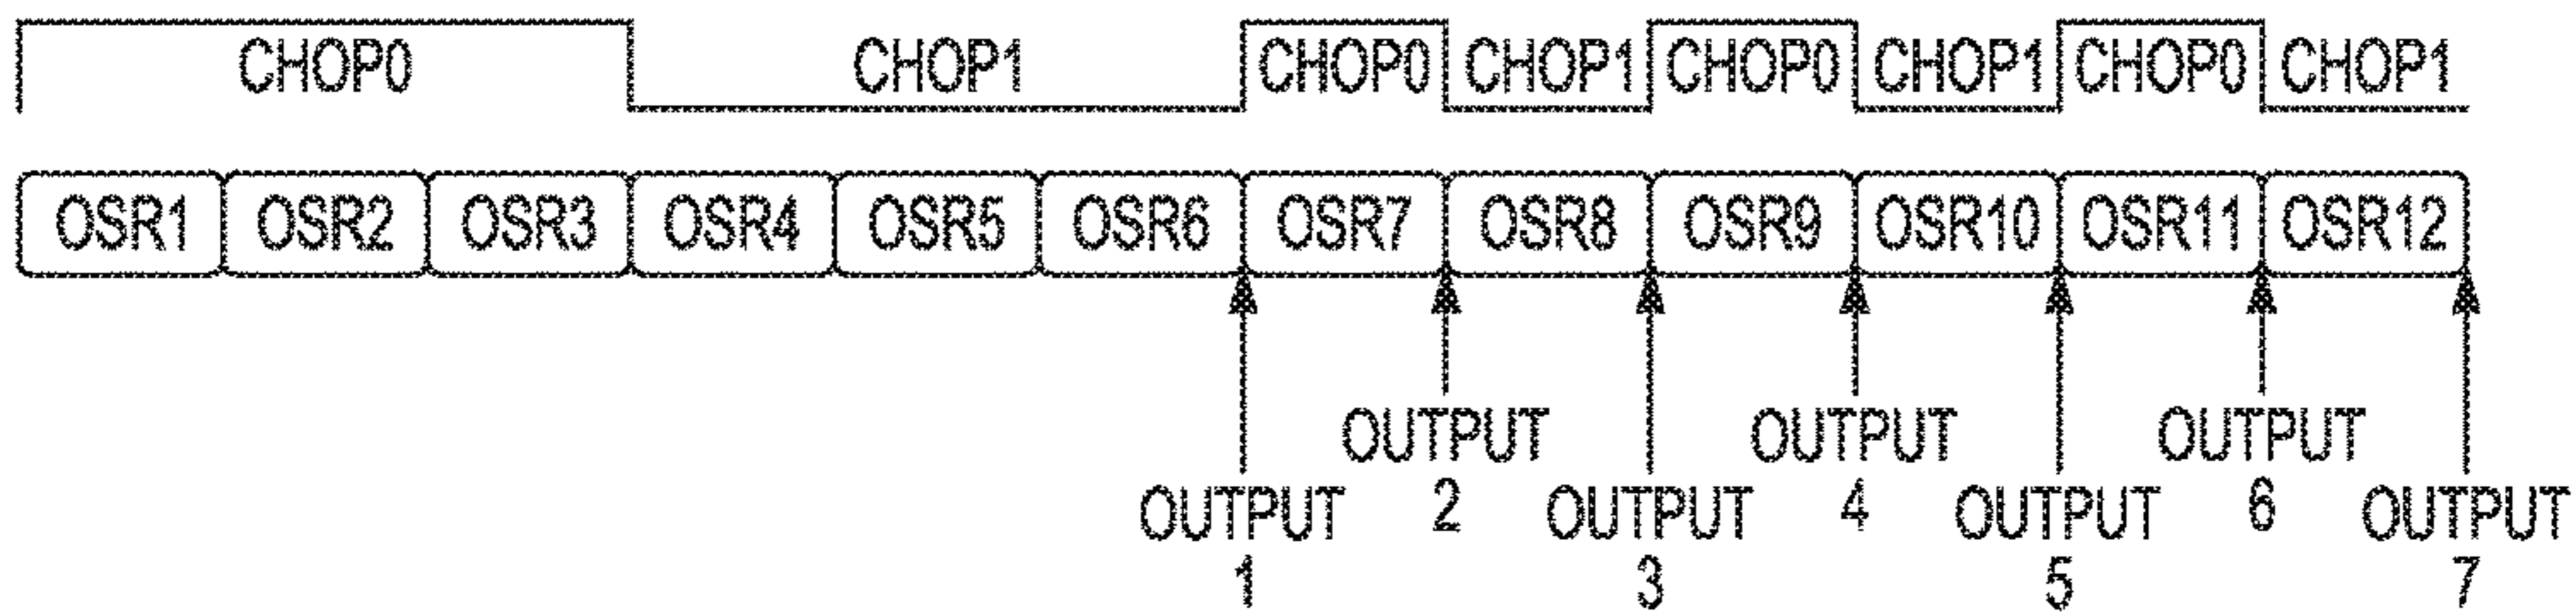 CHOP0 CHOP1 CHOP0 CHOP1 CHOP0 CHOP1 CHOP0 CHOP1
OSR1 OSR2 OSR3 OSR4 OSR5 OSR6 OSR7 OSR8 OSR9 OSR10 OSR11 OSR12
OUTPUT 2 OUTPUT 4 OUTPUT 6
OUTPUT 1 OUTPUT 3 OUTPUT 5 OUTPUT 7